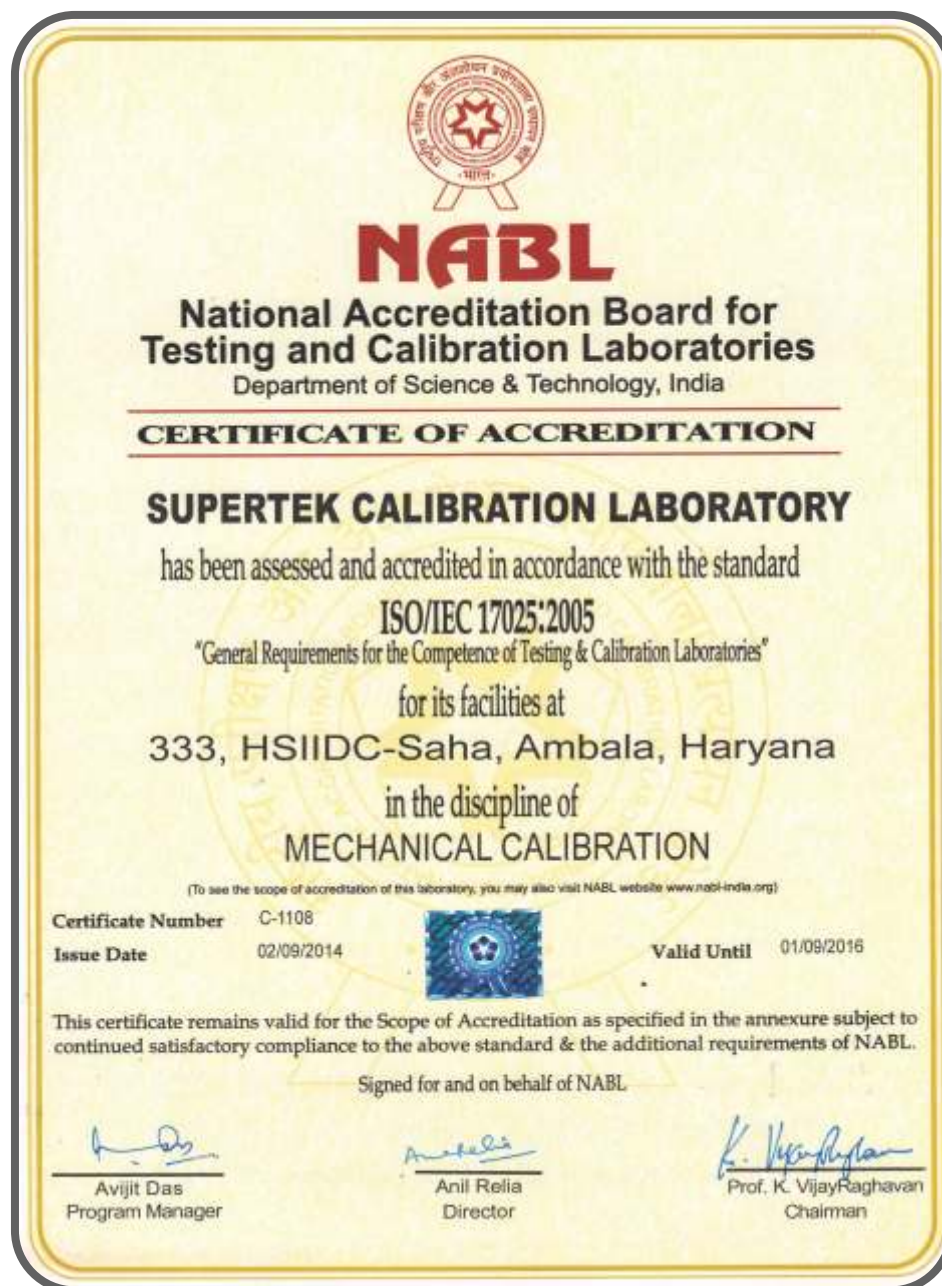 भारत
NABL
National Accreditation Board for
Testing and Calibration Laboratories
Department of Science & Technology, India
CERTIFICATE OF ACCREDITATION
SUPERTEK CALIBRATION LABORATORY
has been assessed and accredited in accordance with the standard
ISO/IEC 17025:2005
"General Requirements for the Competence of Testing & Calibration Laboratories"
for its facilities at
333, HSIIDC-Saha, Ambala, Haryana
in the discipline of
MECHANICAL CALIBRATION
(To see the scope of accreditation of this laboratory, you may also visit NABL website www.nabl-india.org)
Certificate Number C-1108
Issue Date 02/09/2014 Valid Until 01/09/2016
This certificate remains valid for the Scope of Accreditation as specified in the annexure subject to
continued satisfactory compliance to the above standard & the additional requirements of NABL.
Signed for and on behalf of NABL
Avijit Das Anil Relia Prof. K. VijayRaghavan
Program Manager Director Chairman